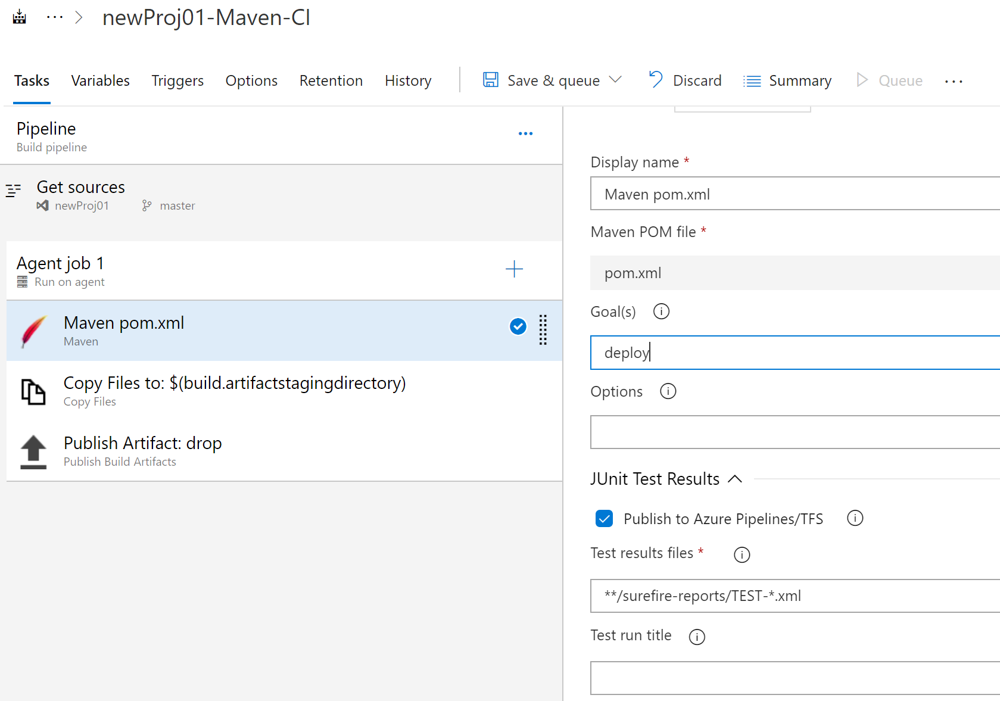 ··· > newProj01-Maven-CI
Tasks Variables Triggers Options Retention History Save & queue Discard Summary Queue ···
Pipeline ···
Build pipeline
Get sources
newProj01 master
Agent job 1 +
Run on agent
Maven pom.xml
Maven
Copy Files to: $(build.artifactstagingdirectory)
Copy Files
Publish Artifact: drop
Publish Build Artifacts
Display name *
Maven pom.xml
Maven POM file *
pom.xml
Goal(s)
deploy
Options
JUnit Test Results
Publish to Azure Pipelines/TFS
Test results files *
**/surefire-reports/TEST-*.xml
Test run title